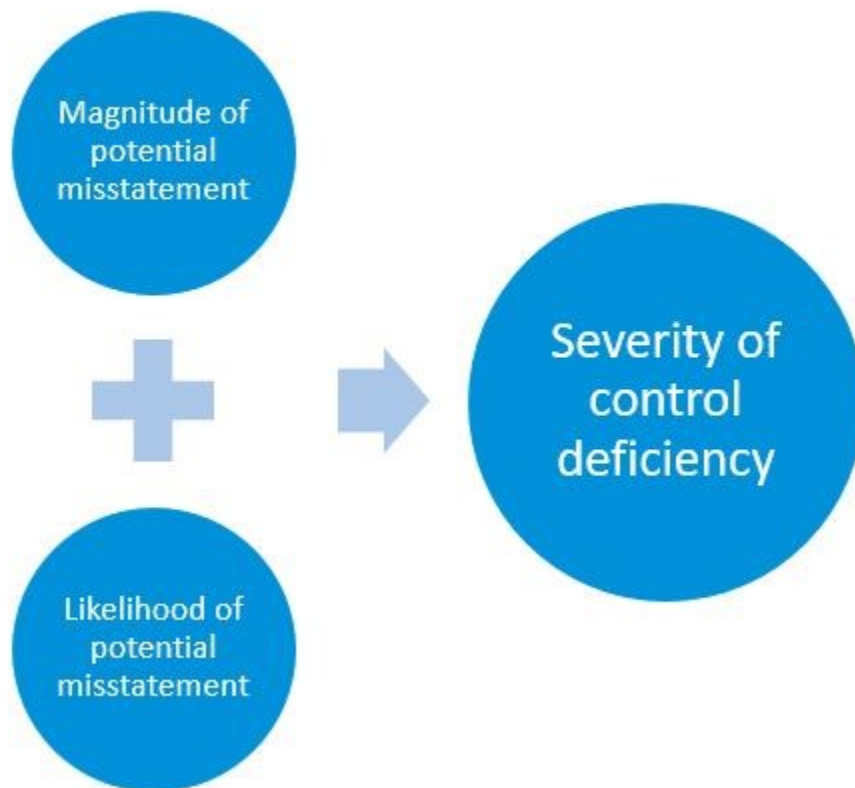 Magnitude of
potential
misstatement
Likelihood of
potential
misstatement
Severity of
control
deficiency